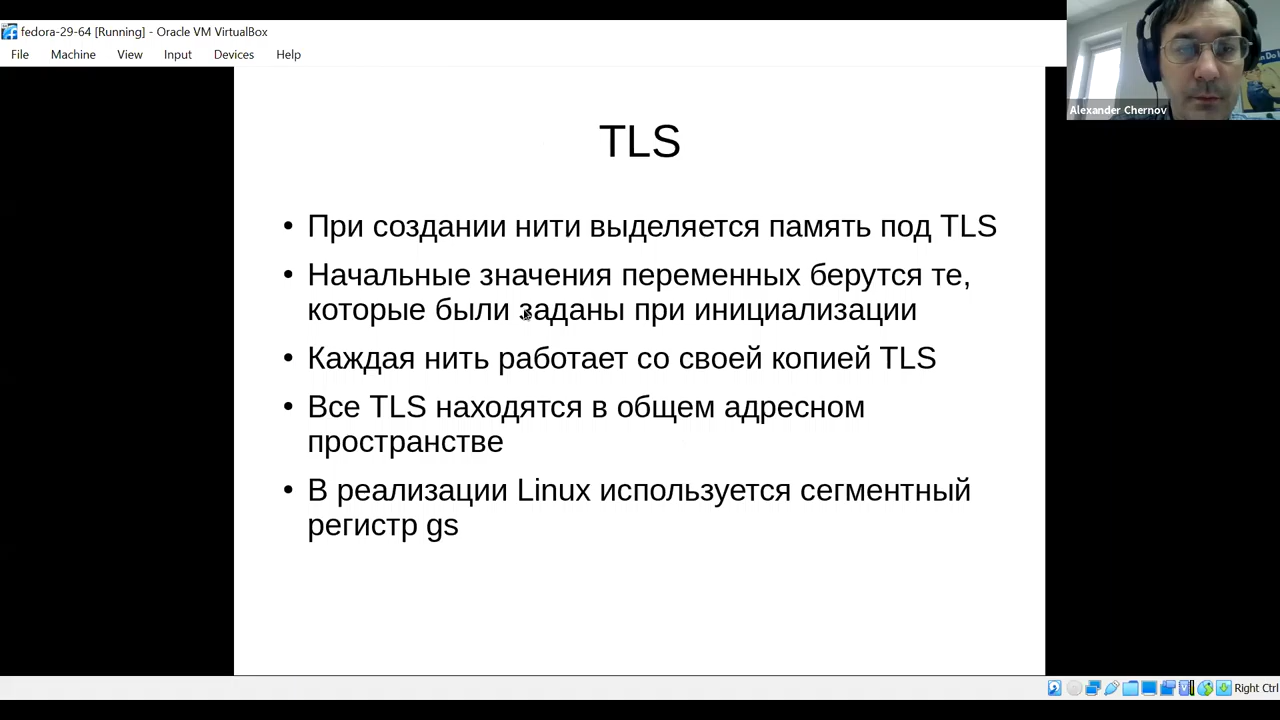 fedora-29-64 [Running] - Oracle VM VirtualBox
File Machine View Input Devices Help
Alexander Chernov
TLS
• При создании нити выделяется память под TLS
• Начальные значения переменных берутся те,
которые были заданы при инициализации
• Каждая нить работает со своей копией TLS
• Все TLS находятся в общем адресном
пространстве
• В реализации Linux используется сегментный
регистр gs
Right Ctrl